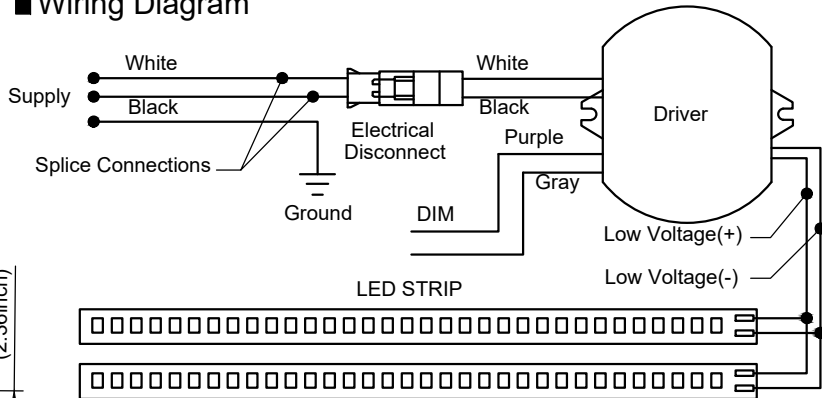 ■Wiring Diagram
White
White
Supply
Black
Black
Driver
Electrical
Disconnect
Purple
Splice Connections
Gray
Ground
DIM
Low Voltage(+)
Low Voltage(-)
LED STRIP